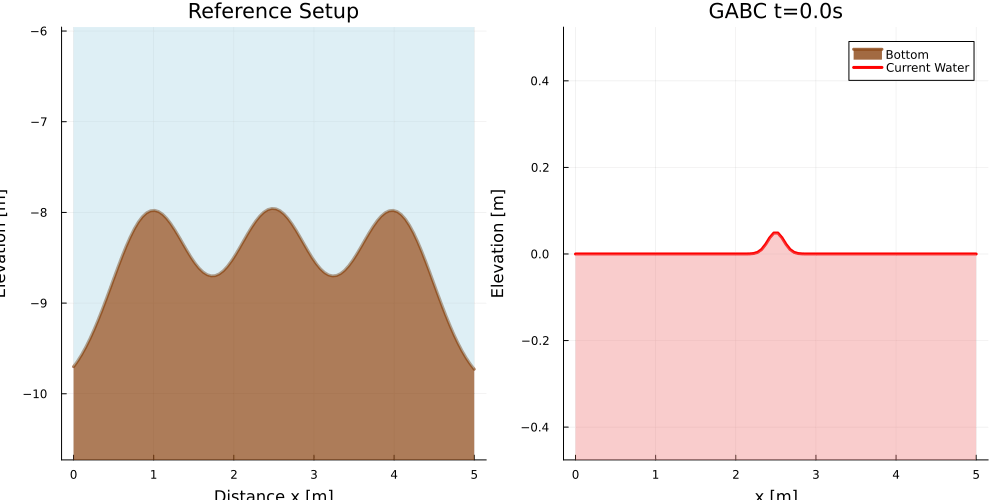 Reference Setup
−6
−7
−8
−9
−10
Elevation [m]
0 1 2 3 4 5
Distance x [m]
GABC t=0.0s
Bottom
Current Water
0.4
0.2
0.0
−0.2
−0.4
Elevation [m]
0 1 2 3 4 5
x [m]